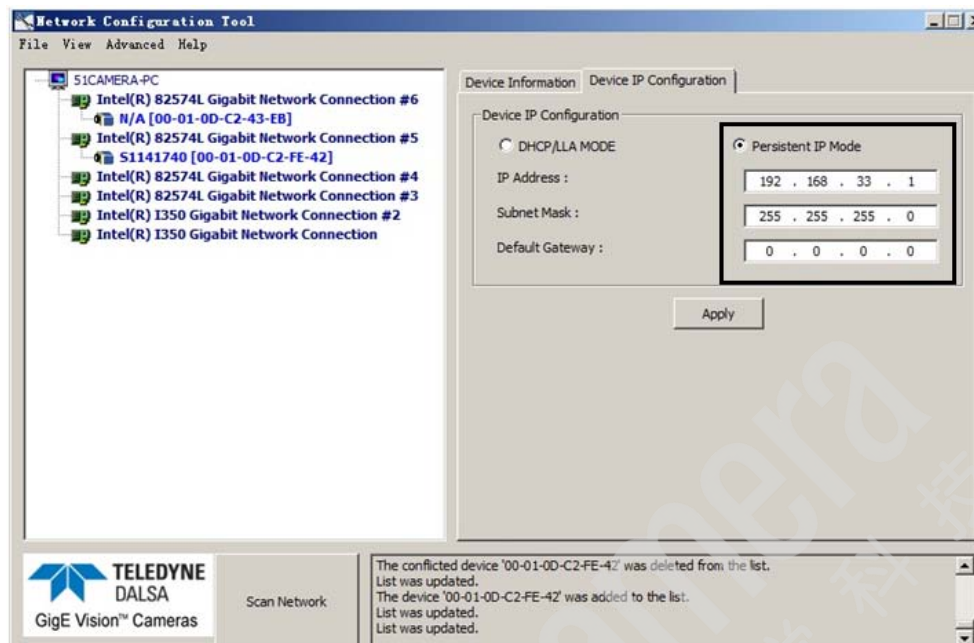 Network Configuration Tool
File View Advanced Help
51CAMERA-PC
Intel(R) 82574L Gigabit Network Connection #6
N/A [00-01-0D-C2-43-EB]
Intel(R) 82574L Gigabit Network Connection #5
S1141740 [00-01-0D-C2-FE-42]
Intel(R) 82574L Gigabit Network Connection #4
Intel(R) 82574L Gigabit Network Connection #3
Intel(R) I350 Gigabit Network Connection #2
Intel(R) I350 Gigabit Network Connection
Device Information Device IP Configuration
Device IP Configuration
DHCP/LLA MODE Persistent IP Mode
IP Address : 192 . 168 . 33 . 1
Subnet Mask : 255 . 255 . 255 . 0
Default Gateway : 0 . 0 . 0 . 0
Apply
TELEDYNE
DALSA
GigE Vision™ Cameras
Scan Network
The conflicted device '00-01-0D-C2-FE-42' was deleted from the list.
List was updated.
The device '00-01-0D-C2-FE-42' was added to the list.
List was updated.
List was updated.
科技